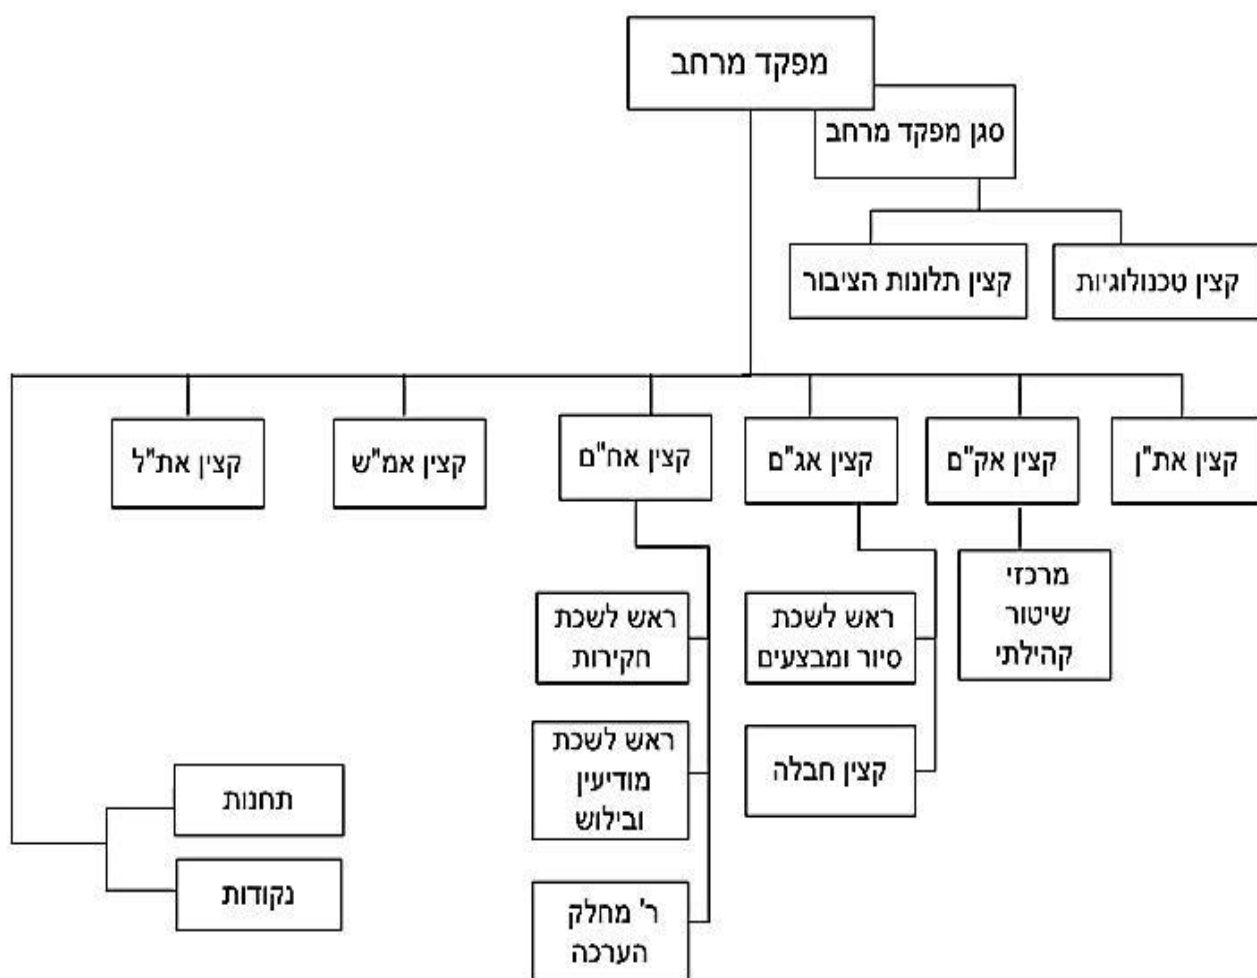 מפקד מרחב
סגן מפקד מרחב
קצין טכנולוגיות
קצין תלונות הציבור
קצין את"ן
קצין אק"ם
קצין אג"ם
קצין אח"ם
קצין אמ"ש
קצין את"ל
מרכזי
שיטור
קהילתי
ראש לשכת
סיור ומבצעים
קצין חבלה
ראש לשכת
חקירות
ראש לשכת
מודיעין
ובילוש
ר' מחלק
הערכה
תחנות
נקודות